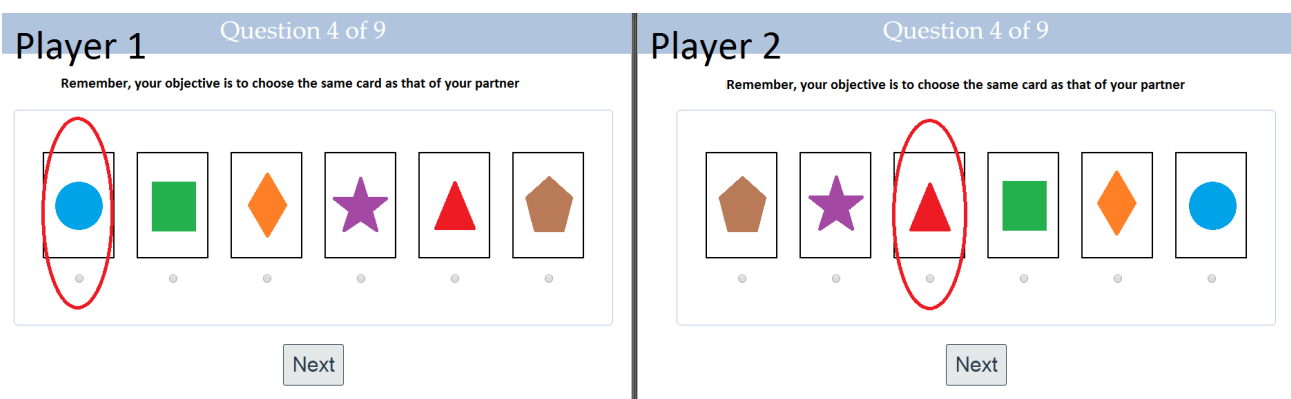 Question 4 of 9
Player 1
Remember, your objective is to choose the same card as that of your partner
Next
Question 4 of 9
Player 2
Remember, your objective is to choose the same card as that of your partner
Next